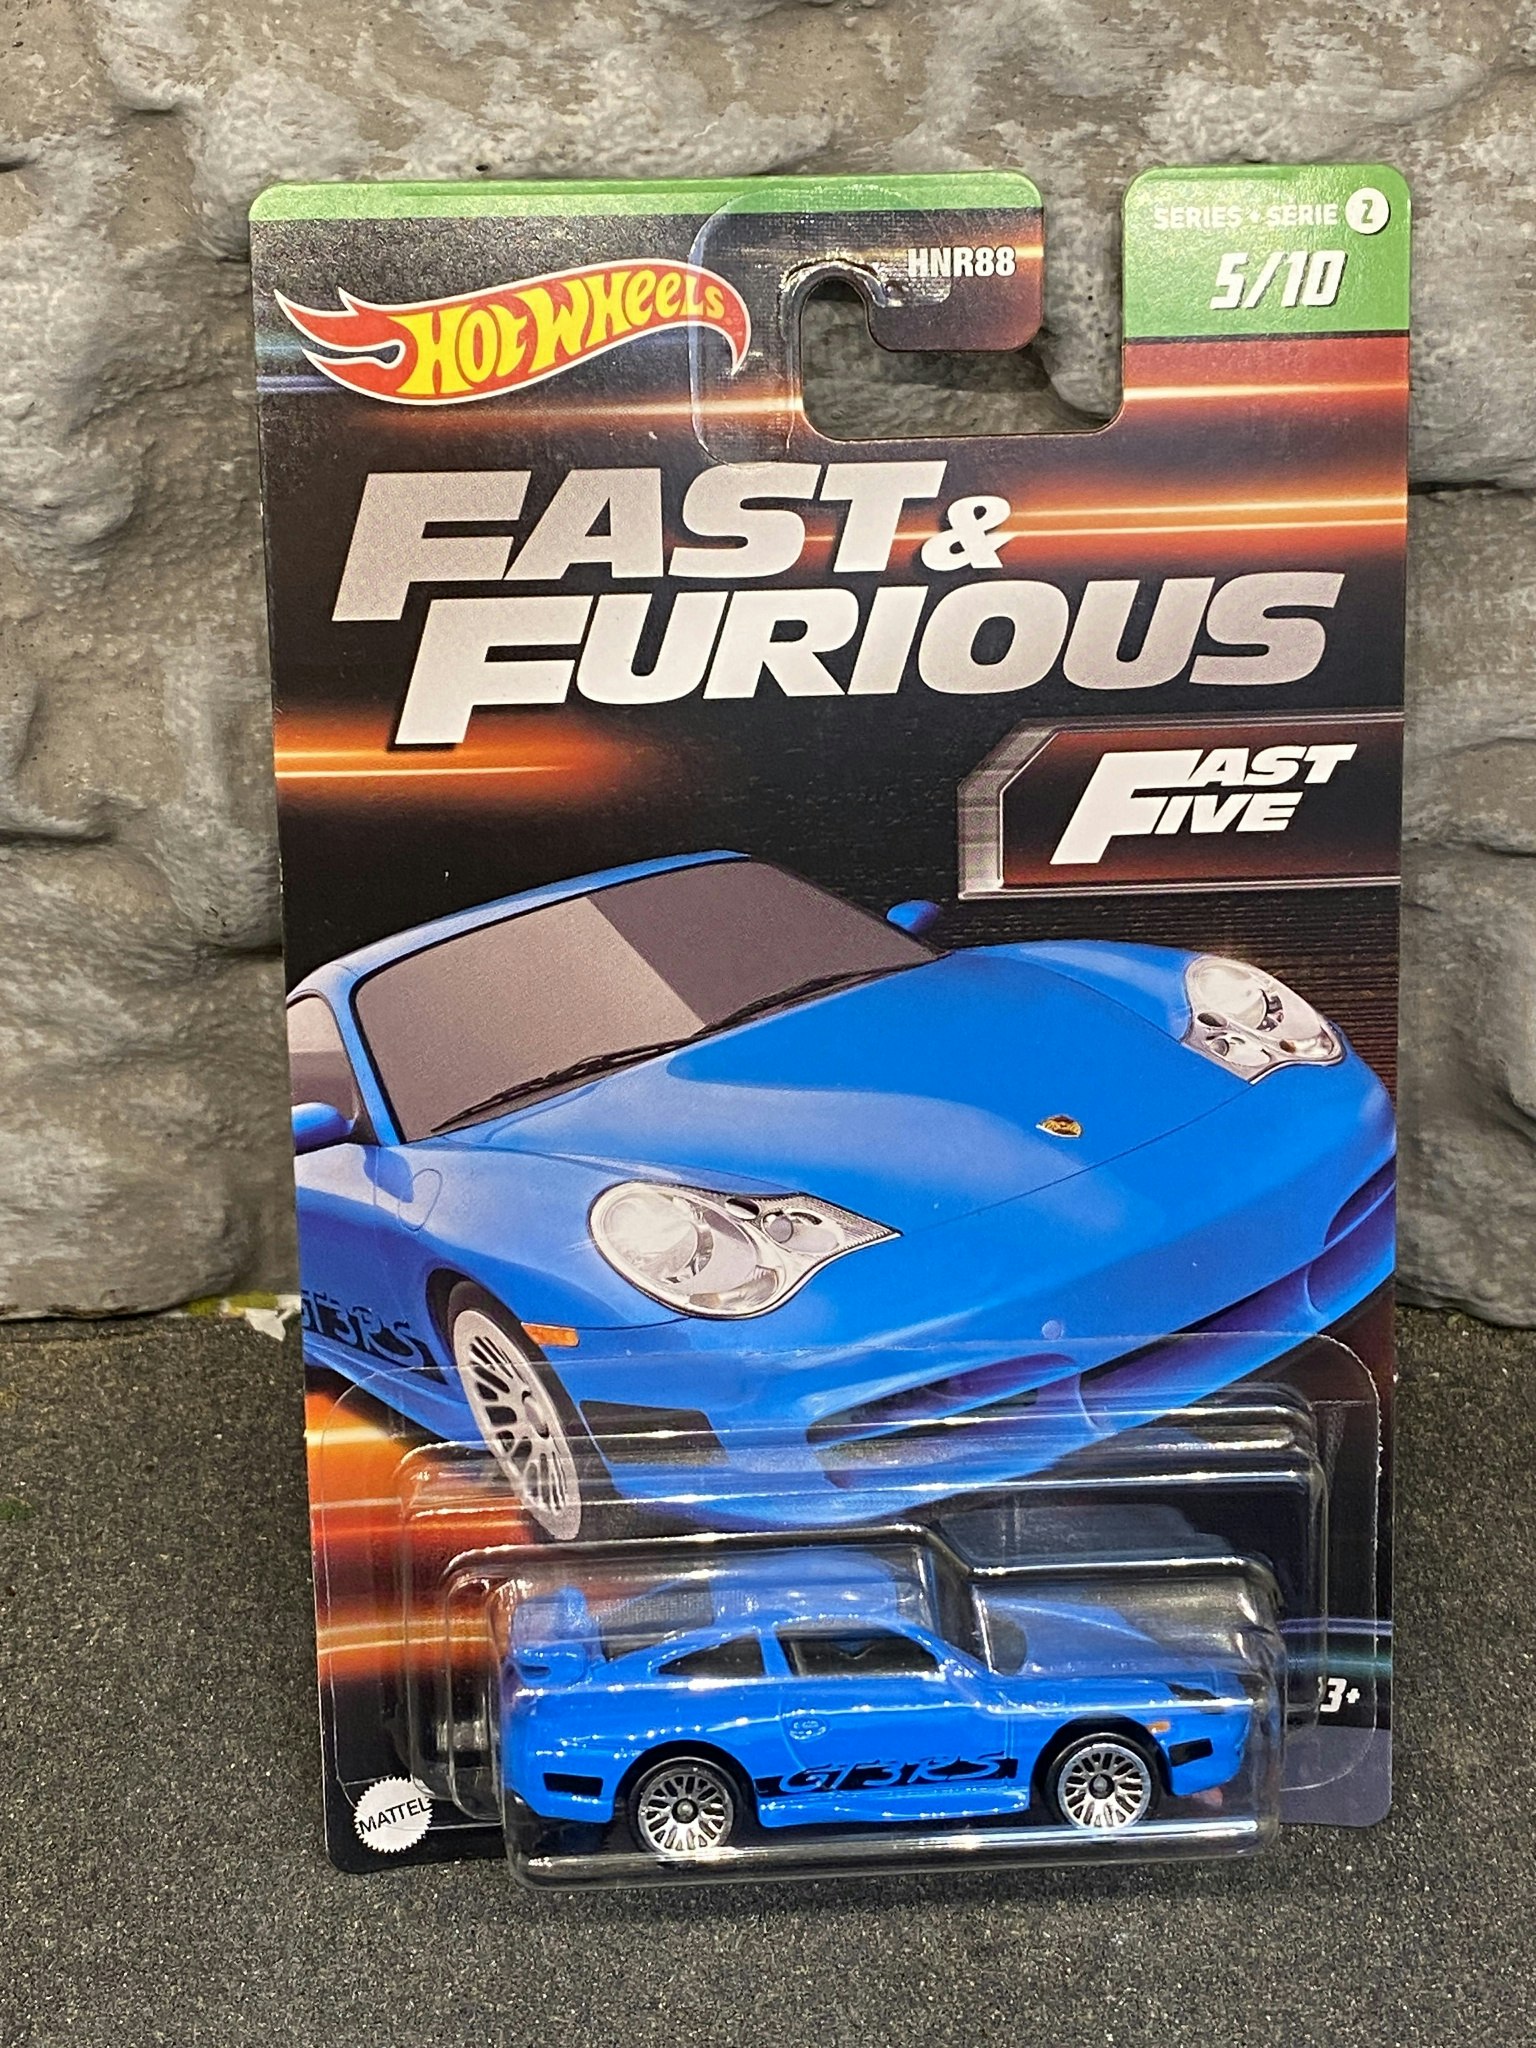 SERIES • SERIE 2
5/10
HNR88
HOT WHEELS
FAST &
FURIOUS
FAST
FIVE
GT3RS
GT3RS
3+
MATTEL